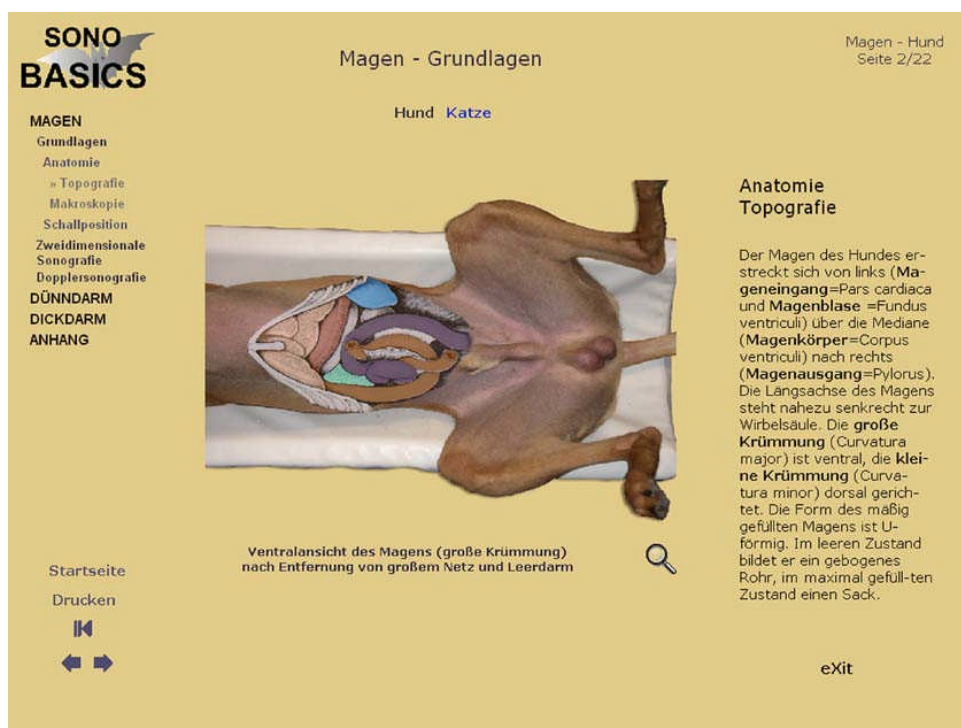 SONO
BASICS
Magen - Grundlagen
Magen - Hund
Seite 2/22
Hund Katze
MAGEN
Grundlagen
Anatomie
» Topografie
Makroskopie
Schallposition
Zweidimensionale
Sonografie
Dopplersonografie
DÜNNDARM
DICKDARM
ANHANG
Anatomie
Topografie
Der Magen des Hundes er-
streckt sich von links (Ma-
geneingang=Pars cardiaca
und Magenblase =Fundus
ventriculi) über die Mediane
(Magenkörper=Corpus
ventriculi) nach rechts
(Magenausgang=Pylorus).
Die Längsachse des Magens
steht nahezu senkrecht zur
Wirbelsäule. Die große
Krümmung (Curvatura
major) ist ventral, die klei-
ne Krümmung (Curva-
tura minor) dorsal gerich-
tet. Die Form des mäßig
gefüllten Magens ist U-
förmig. Im leeren Zustand
bildet er ein gebogenes
Rohr, im maximal gefüll-ten
Zustand einen Sack.
Ventralansicht des Magens (große Krümmung)
nach Entfernung von großem Netz und Leerdarm
Startseite
Drucken
eXit